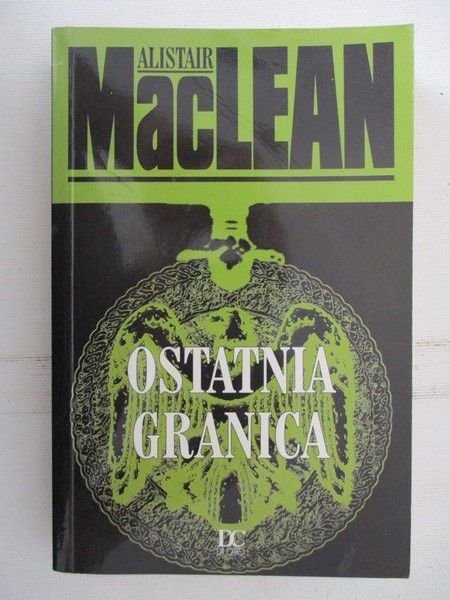 ALISTAIR
MacLEAN
OSTATNIA
GRANICA
DC